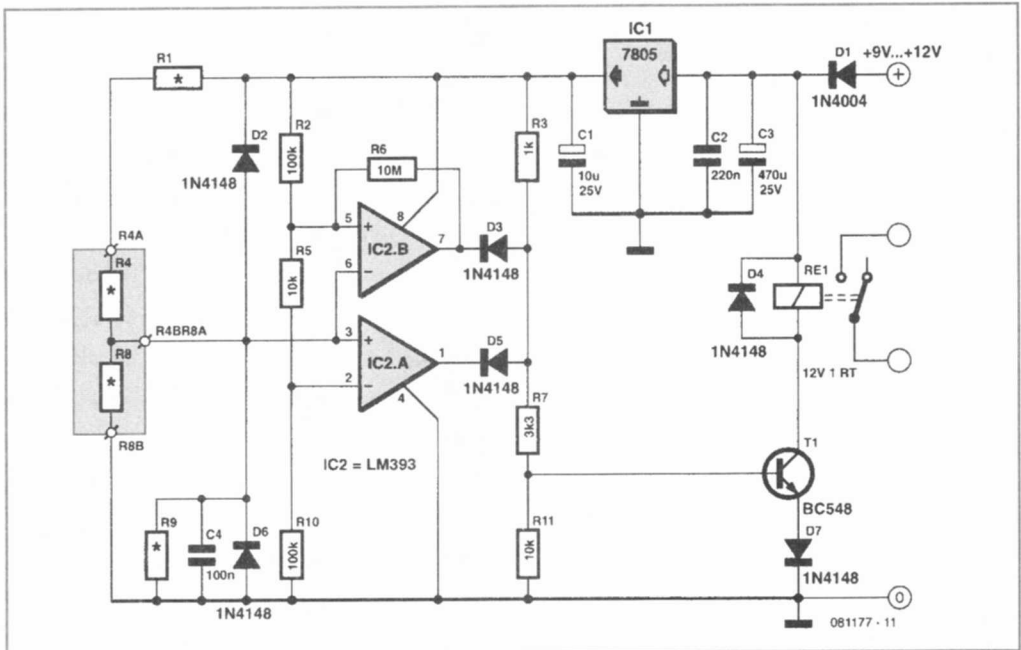 IC1
R1
7805
D1
+9V...+12V
*
+
1N4004
D2
R2
R3
C1
C2
C3
100k
R6
1k
10u
25V
220n
470u
25V
10M
1N4148
R4A
5
+
8
IC2.B
7
D3
R5
6
–
1N4148
R4
10k
*
D4
RE1
R4BR8A
3
+
IC2.A
1
D5
1N4148
R8
2
–
1N4148
*
4
12V 1 RT
R7
3k3
R8B
T1
IC2 = LM393
BC548
R9
C4
D6
R10
R11
D7
*
100n
100k
10k
1N4148
1N4148
0
081177 - 11